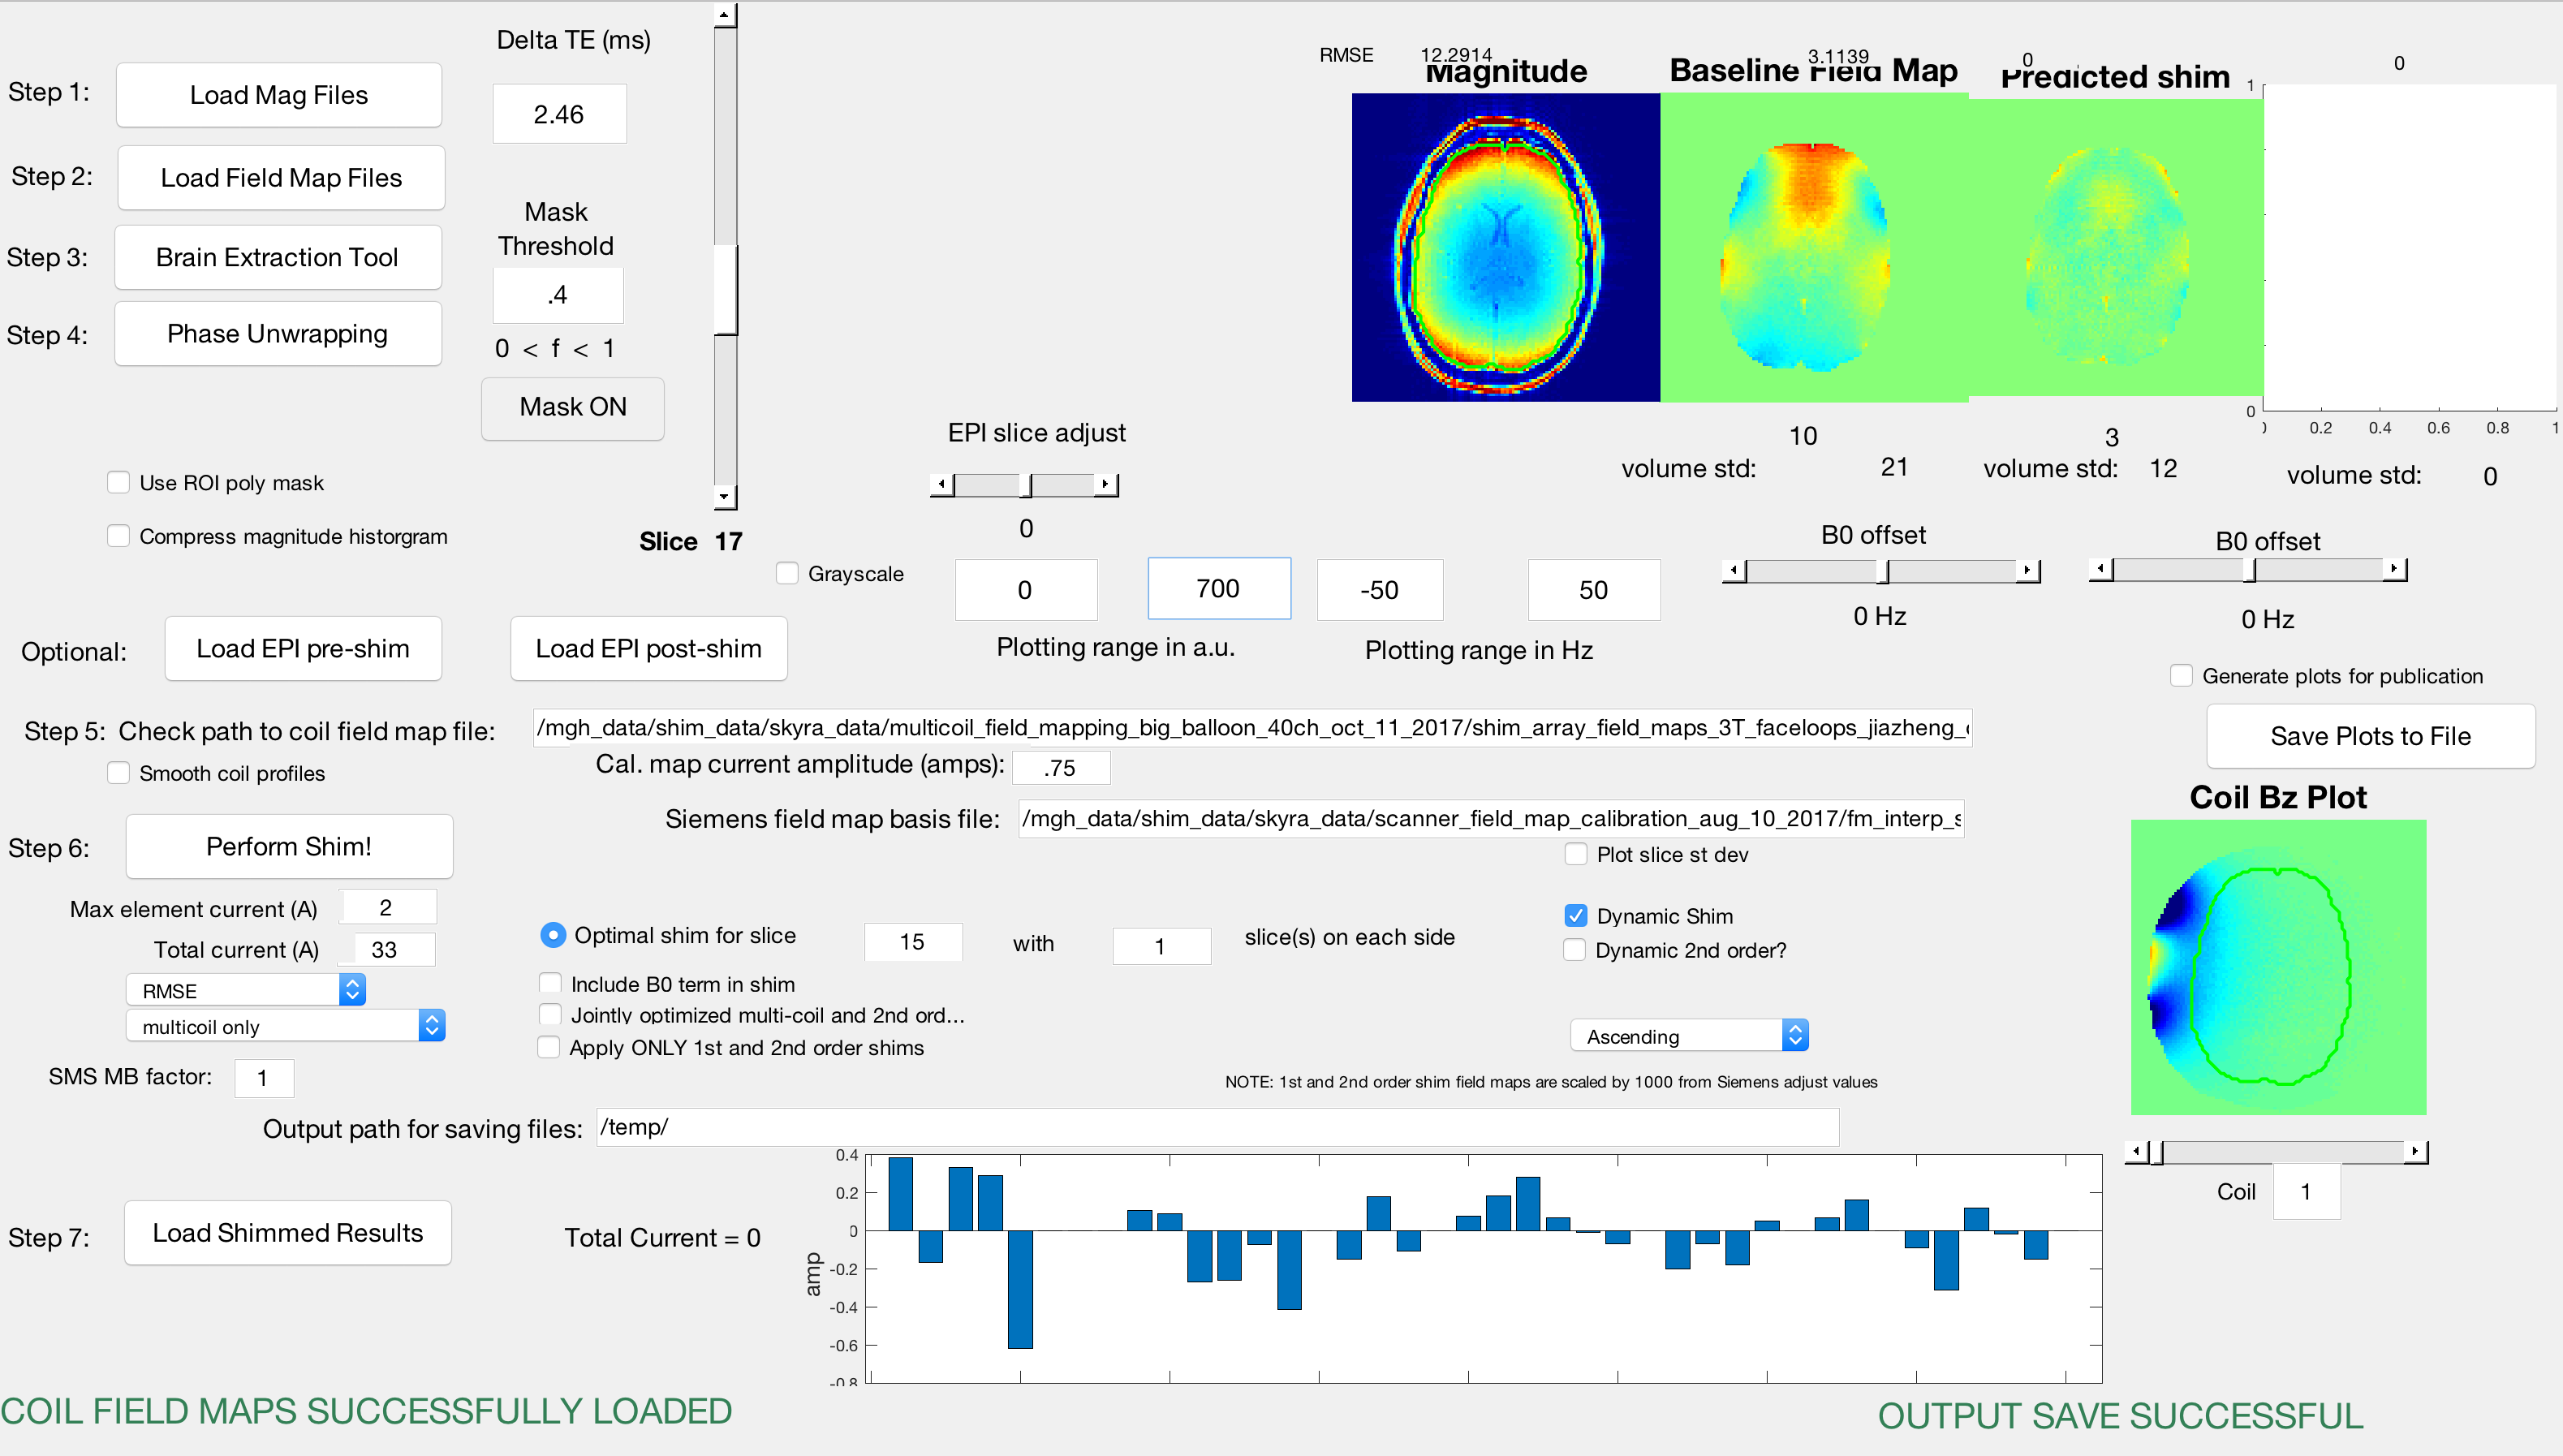 Delta TE (ms)
2.46
Step 1:
Load Mag Files
Step 2:
Load Field Map Files
Mask
Threshold
.4
0 < f < 1
Step 3:
Brain Extraction Tool
Step 4:
Phase Unwrapping
Mask ON
Use ROI poly mask
Compress magnitude historgram
Slice 17
RMSE 12.2914 3.1139 0 0
Magnitude
Baseline Field Map
Predicted shim
1
0
0 0.2 0.4 0.6 0.8 1
10
3
volume std: 21
volume std: 12
volume std: 0
EPI slice adjust
0
B0 offset
0 Hz
B0 offset
0 Hz
Grayscale
0
700
-50
50
Plotting range in a.u.
Plotting range in Hz
Optional:
Load EPI pre-shim
Load EPI post-shim
Generate plots for publication
Save Plots to File
Step 5: Check path to coil field map file:
/mgh_data/shim_data/skyra_data/multicoil_field_mapping_big_balloon_40ch_oct_11_2017/shim_array_field_maps_3T_faceloops_jiazheng_
Smooth coil profiles
Cal. map current amplitude (amps): .75
Siemens field map basis file:
/mgh_data/shim_data/skyra_data/scanner_field_map_calibration_aug_10_2017/fm_interp_s
Coil Bz Plot
Step 6:
Perform Shim!
Plot slice st dev
Max element current (A) 2
Total current (A) 33
Optimal shim for slice 15 with 1 slice(s) on each side
Dynamic Shim
Dynamic 2nd order?
RMSE
multicoil only
Include B0 term in shim
Jointly optimized multi-coil and 2nd ord...
Apply ONLY 1st and 2nd order shims
Ascending
SMS MB factor: 1
NOTE: 1st and 2nd order shim field maps are scaled by 1000 from Siemens adjust values
Output path for saving files: /temp/
Coil 1
Step 7:
Load Shimmed Results
Total Current = 0
amp
0.4
0.2
0
-0.2
-0.4
-0.6
-0.8
COIL FIELD MAPS SUCCESSFULLY LOADED
OUTPUT SAVE SUCCESSFUL